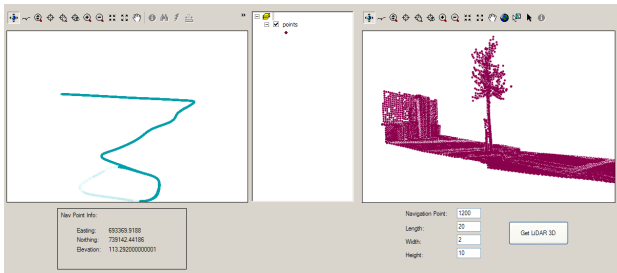 »
points
Nav Point Info:
Easting: 693369.9188
Northing: 739142.44186
Elevation: 113.292000000001
Navigation Point: 1200
Length: 20
Width: 2
Height: 10
Get LiDAR 3D